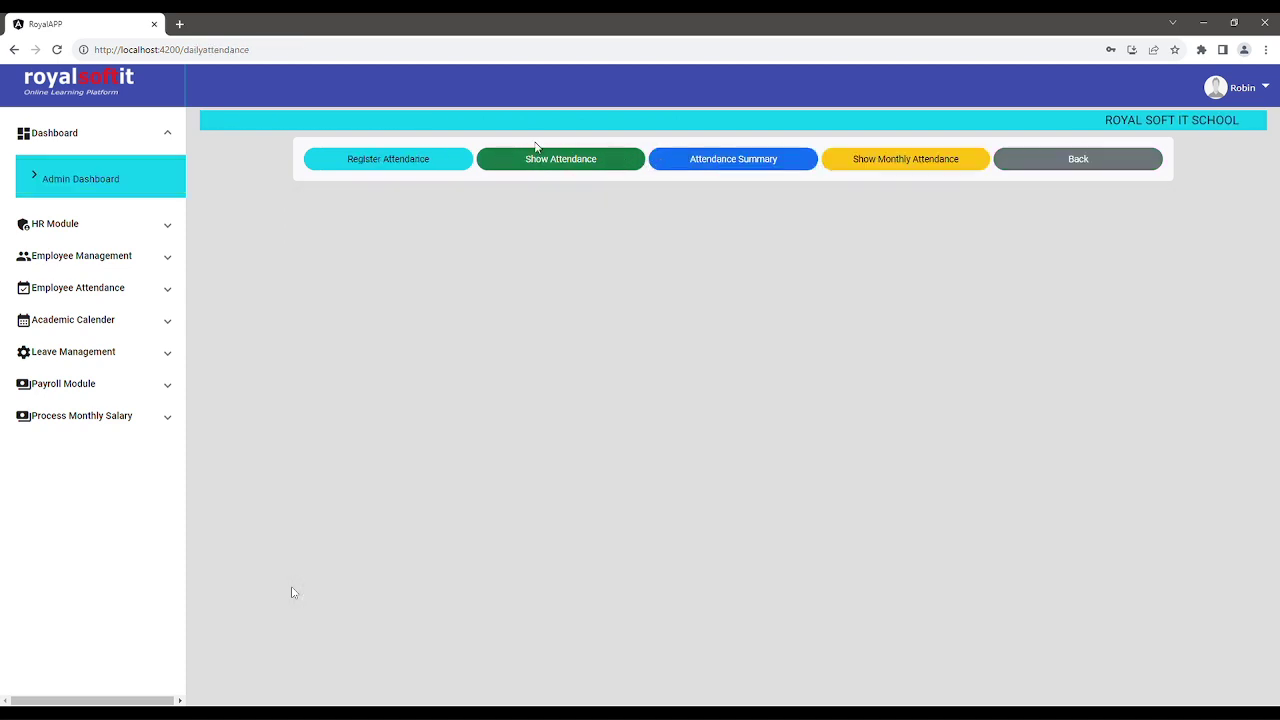 RoyalAPP
http://localhost:4200/dailyattendance
royalsoftit
Online Learning Platform
Robin
ROYAL SOFT IT SCHOOL
Dashboard
Admin Dashboard
HR Module
Employee Management
Employee Attendance
Academic Calender
Leave Management
Payroll Module
Process Monthly Salary
Register Attendance
Show Attendance
Attendance Summary
Show Monthly Attendance
Back